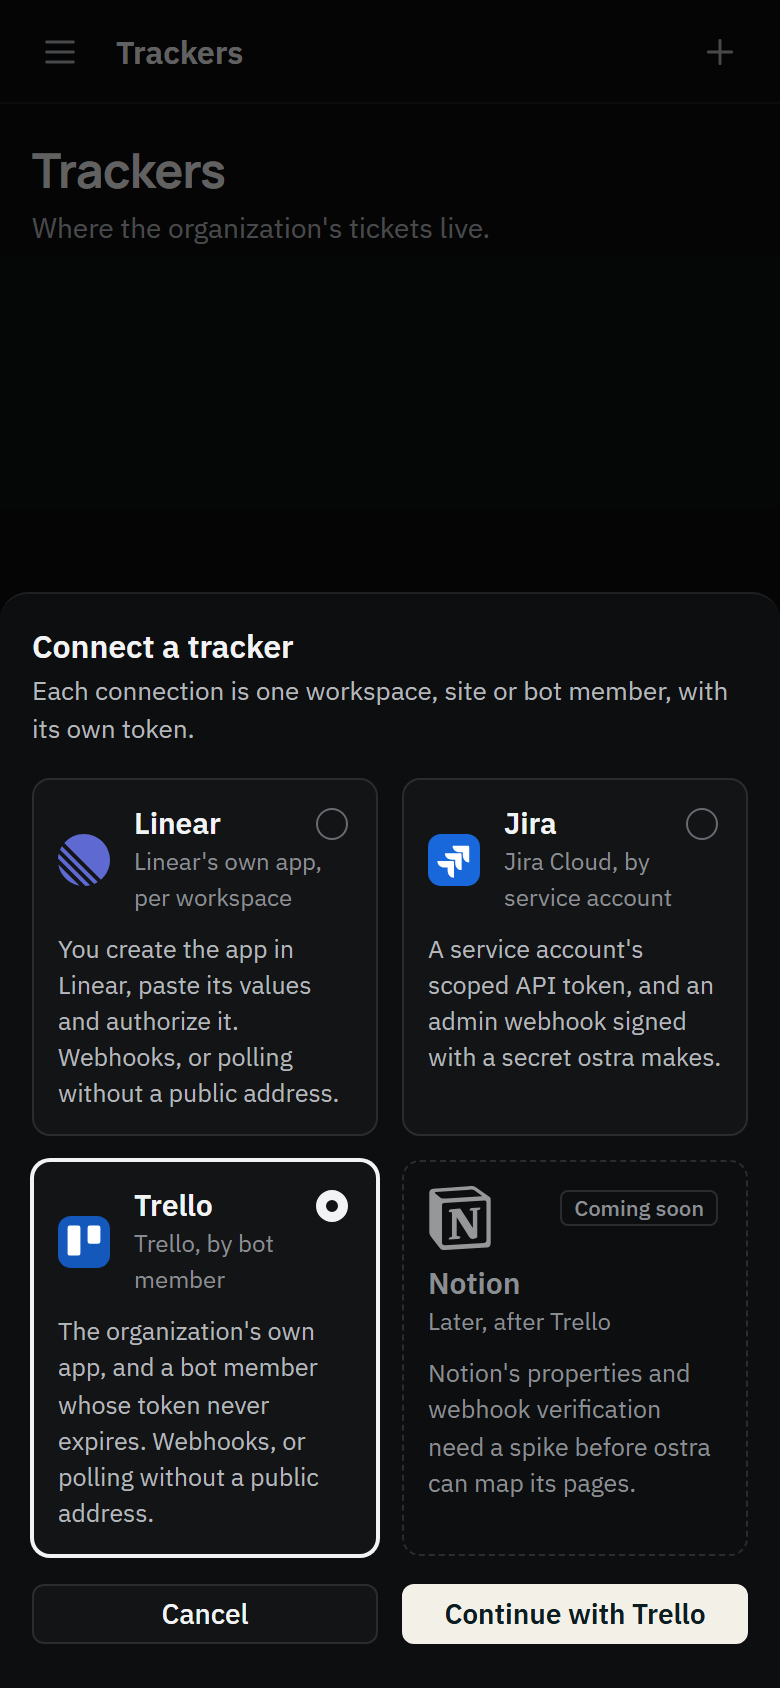 Trackers
Trackers
Where the organization's tickets live.
Connect a tracker
Each connection is one workspace, site or bot member, with
its own token.
Linear
Linear's own app,
per workspace
You create the app in
Linear, paste its values
and authorize it.
Webhooks, or polling
without a public address.
Jira
Jira Cloud, by
service account
A service account's
scoped API token, and an
admin webhook signed
with a secret ostra makes.
Trello
Trello, by bot
member
The organization's own
app, and a bot member
whose token never
expires. Webhooks, or
polling without a public
address.
Coming soon
Notion
Later, after Trello
Notion's properties and
webhook verification
need a spike before ostra
can map its pages.
Cancel
Continue with Trello